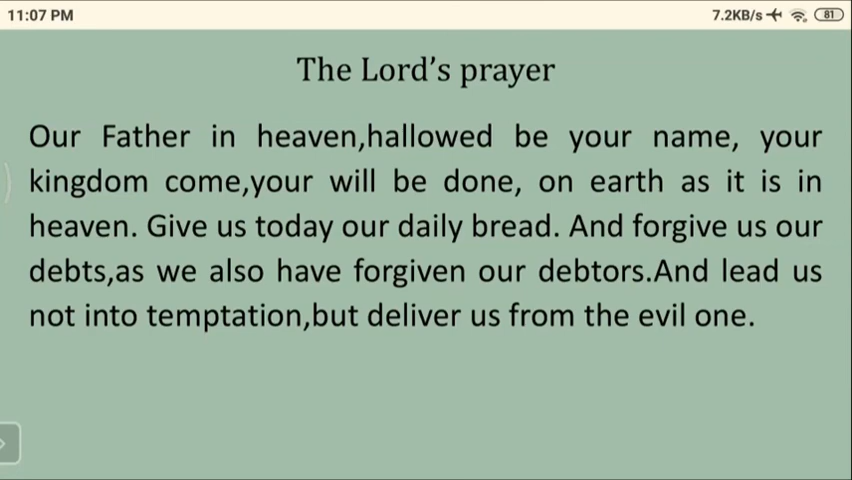 11:07 PM 7.2KB/s 81
The Lord’s prayer
Our Father in heaven,hallowed be your name, your
kingdom come,your will be done, on earth as it is in
heaven. Give us today our daily bread. And forgive us our
debts,as we also have forgiven our debtors.And lead us
not into temptation,but deliver us from the evil one.